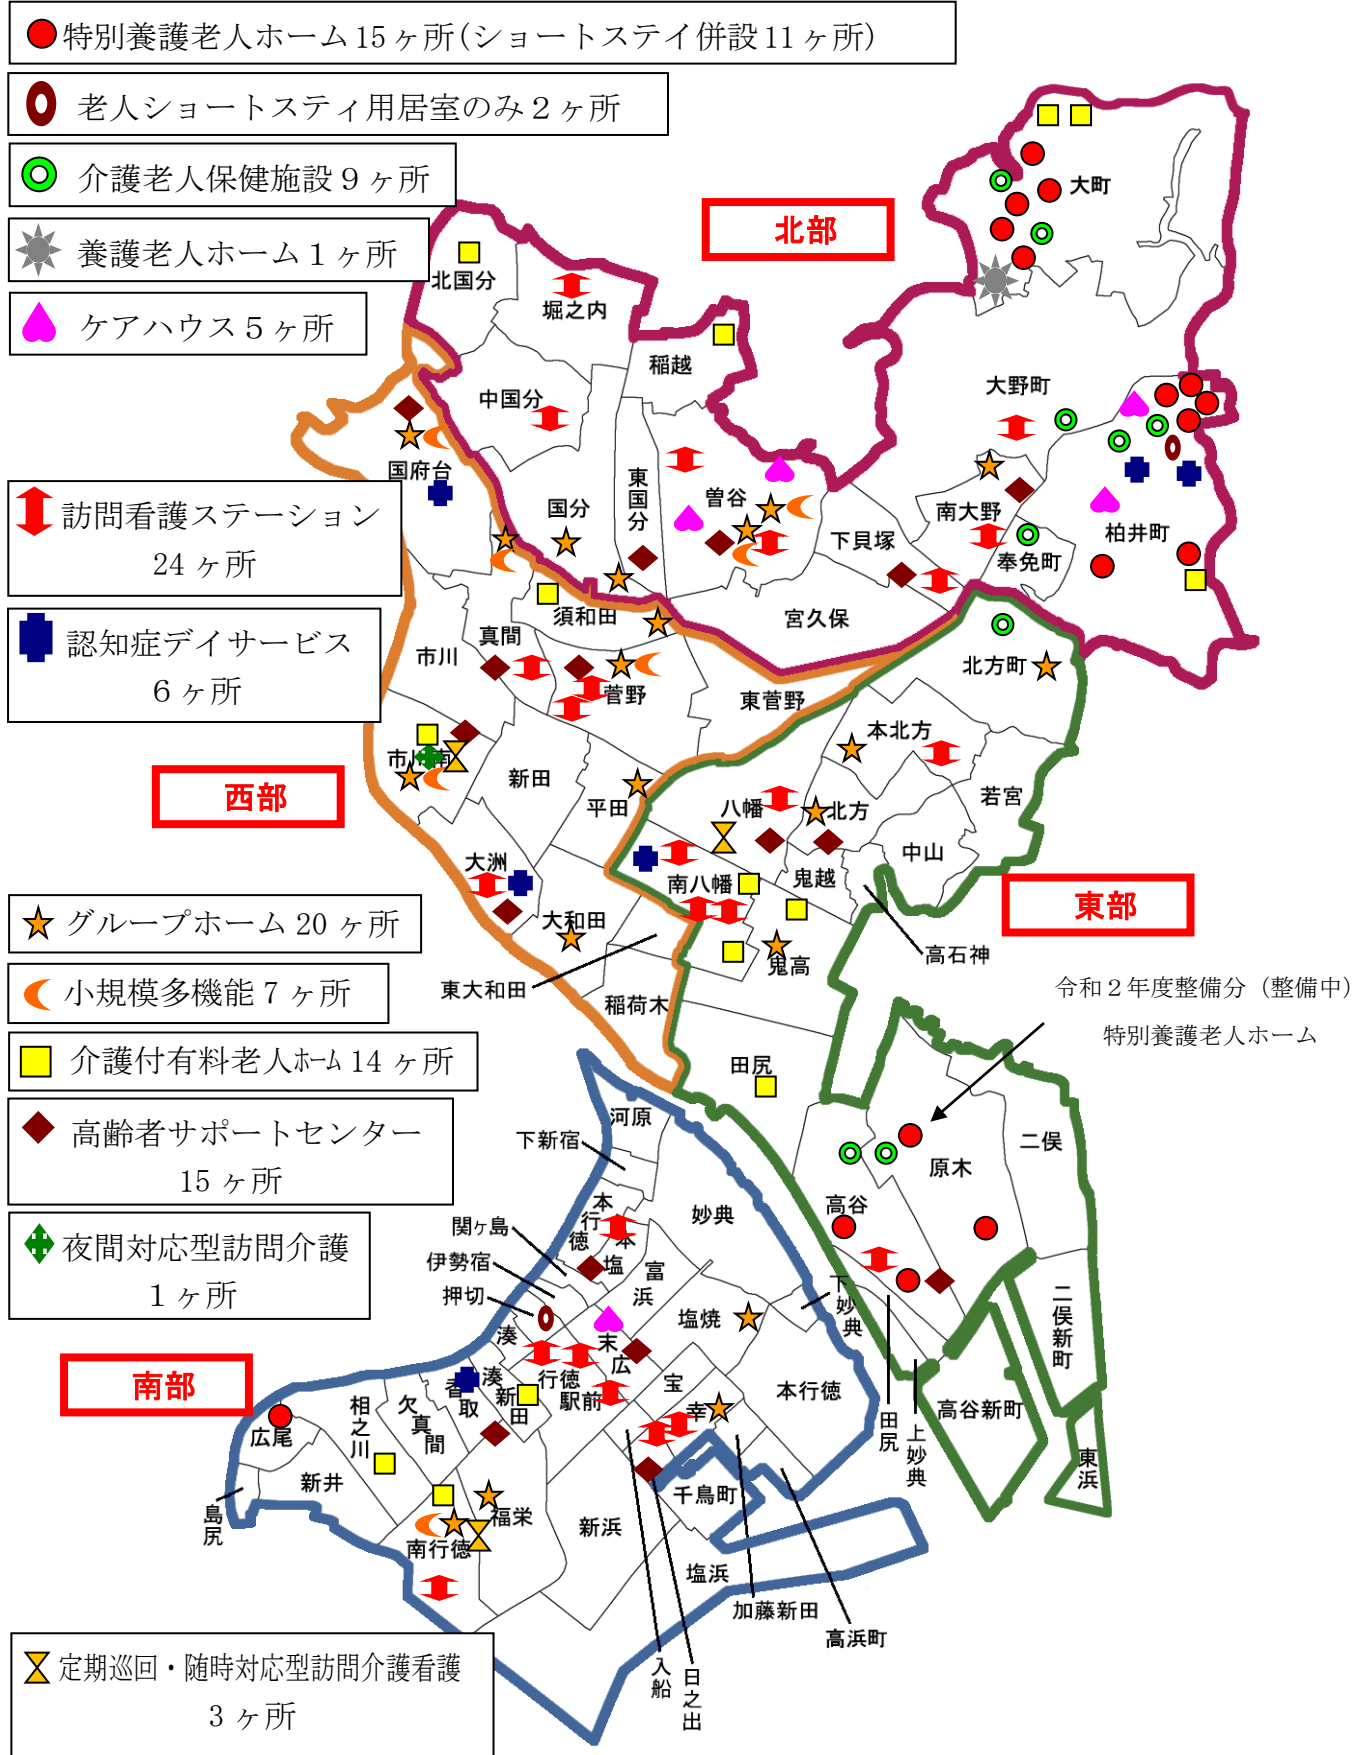 特別養護老人ホーム15ヶ所(ショートステイ併設11ヶ所)
老人ショートスティ用居室のみ２ヶ所
介護老人保健施設９ヶ所
養護老人ホーム１ヶ所
ケアハウス５ヶ所
北部
大町
北国分
堀之内
稲越
中国分
大野町
国府台
東国分
曽谷
国分
南大野
下貝塚
柏井町
奉免町
訪問看護ステーション
24ヶ所
認知症デイサービス
６ヶ所
須和田
宮久保
真間
市川
北方町
菅野
東菅野
本北方
市川南
新田
平田
八幡
北方
若宮
中山
西部
大洲
南八幡
鬼越
東部
大和田
高石神
鬼高
東大和田
稲荷木
グループホーム20ヶ所
小規模多機能７ヶ所
介護付有料老人ﾎｰﾑ14ヶ所
高齢者サポートセンター
15ヶ所
夜間対応型訪問介護
１ヶ所
令和２年度整備分（整備中）
特別養護老人ホーム
田尻
河原
下新宿
二俣
原木
高谷
本行徳
妙典
関ヶ島
本塩
伊勢宿
富浜
押切
下妙典
塩焼
二俣新町
湊
末広
行徳駅前
湊新田
香取
宝
本行徳
南部
欠真間
相之川
幸
高谷新町
田尻
上妙典
東浜
広尾
新井
島尻
千鳥町
福栄
新浜
南行徳
塩浜
加藤新田
高浜町
入船
日之出
定期巡回・随時対応型訪問介護看護
３ヶ所